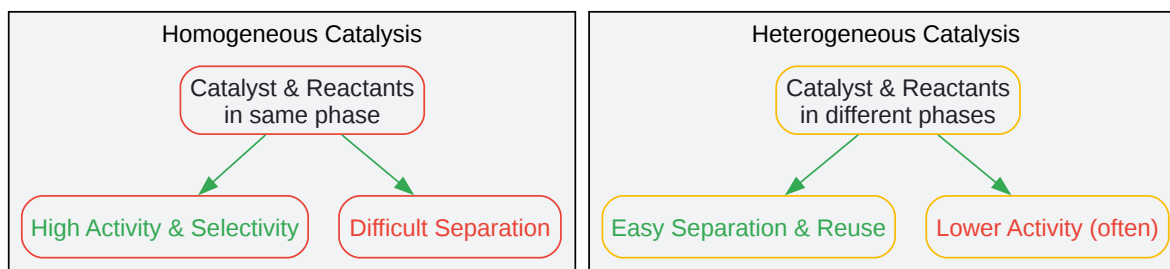 Homogeneous Catalysis
Catalyst & Reactants
in same phase
High Activity & Selectivity
Difficult Separation
Heterogeneous Catalysis
Catalyst & Reactants
in different phases
Easy Separation & Reuse
Lower Activity (often)